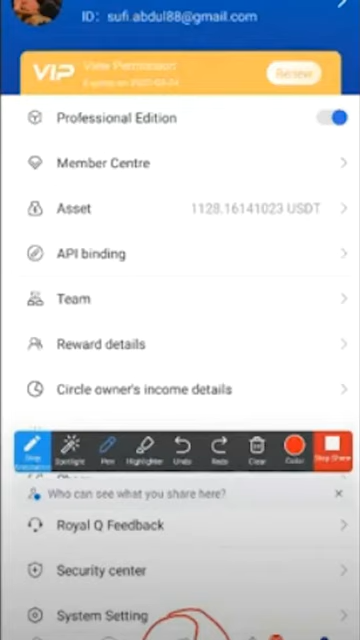 ID: sufi.abdul88@gmail.com
VIP View Permission
Renew
Professional Edition
Member Centre
Asset 1128.16141023 USDT
API binding
Team
Reward details
Circle owner's income details
Stop Spotlight Pen Highlighter Undo Redo Clear Color Stop Share
Who can see what you share here? ×
Royal Q Feedback
Security center
System Setting